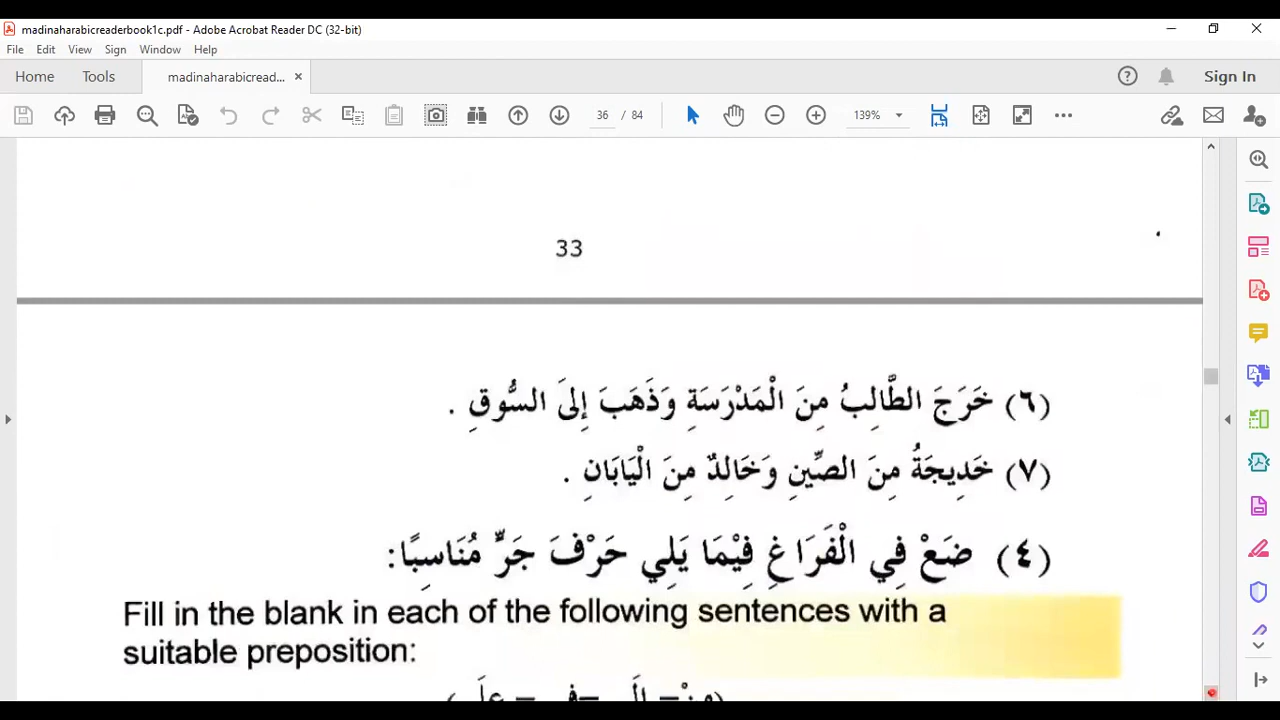 madinaharabicreaderbook1c.pdf - Adobe Acrobat Reader DC (32-bit)
File Edit View Sign Window Help
Home Tools madinaharabicread... × Sign In
36 / 84 139%
33
(٦) خَرَجَ الطَّالِبُ مِنَ الْمَدْرَسَةِ وَذَهَبَ إِلَى السُّوقِ .
(٧) خَدِيجَةُ مِنَ الصِّينِ وَخَالِدٌ مِنَ الْيَابَانِ .
(٤) ضَعْ فِي الْفَرَاغِ فِيْمَا يَلِي حَرْفَ جَرٍّ مُنَاسِبًا:
Fill in the blank in each of the following sentences with a
suitable preposition:
(مِنْ – إِلَى – فِي – عَلَى)